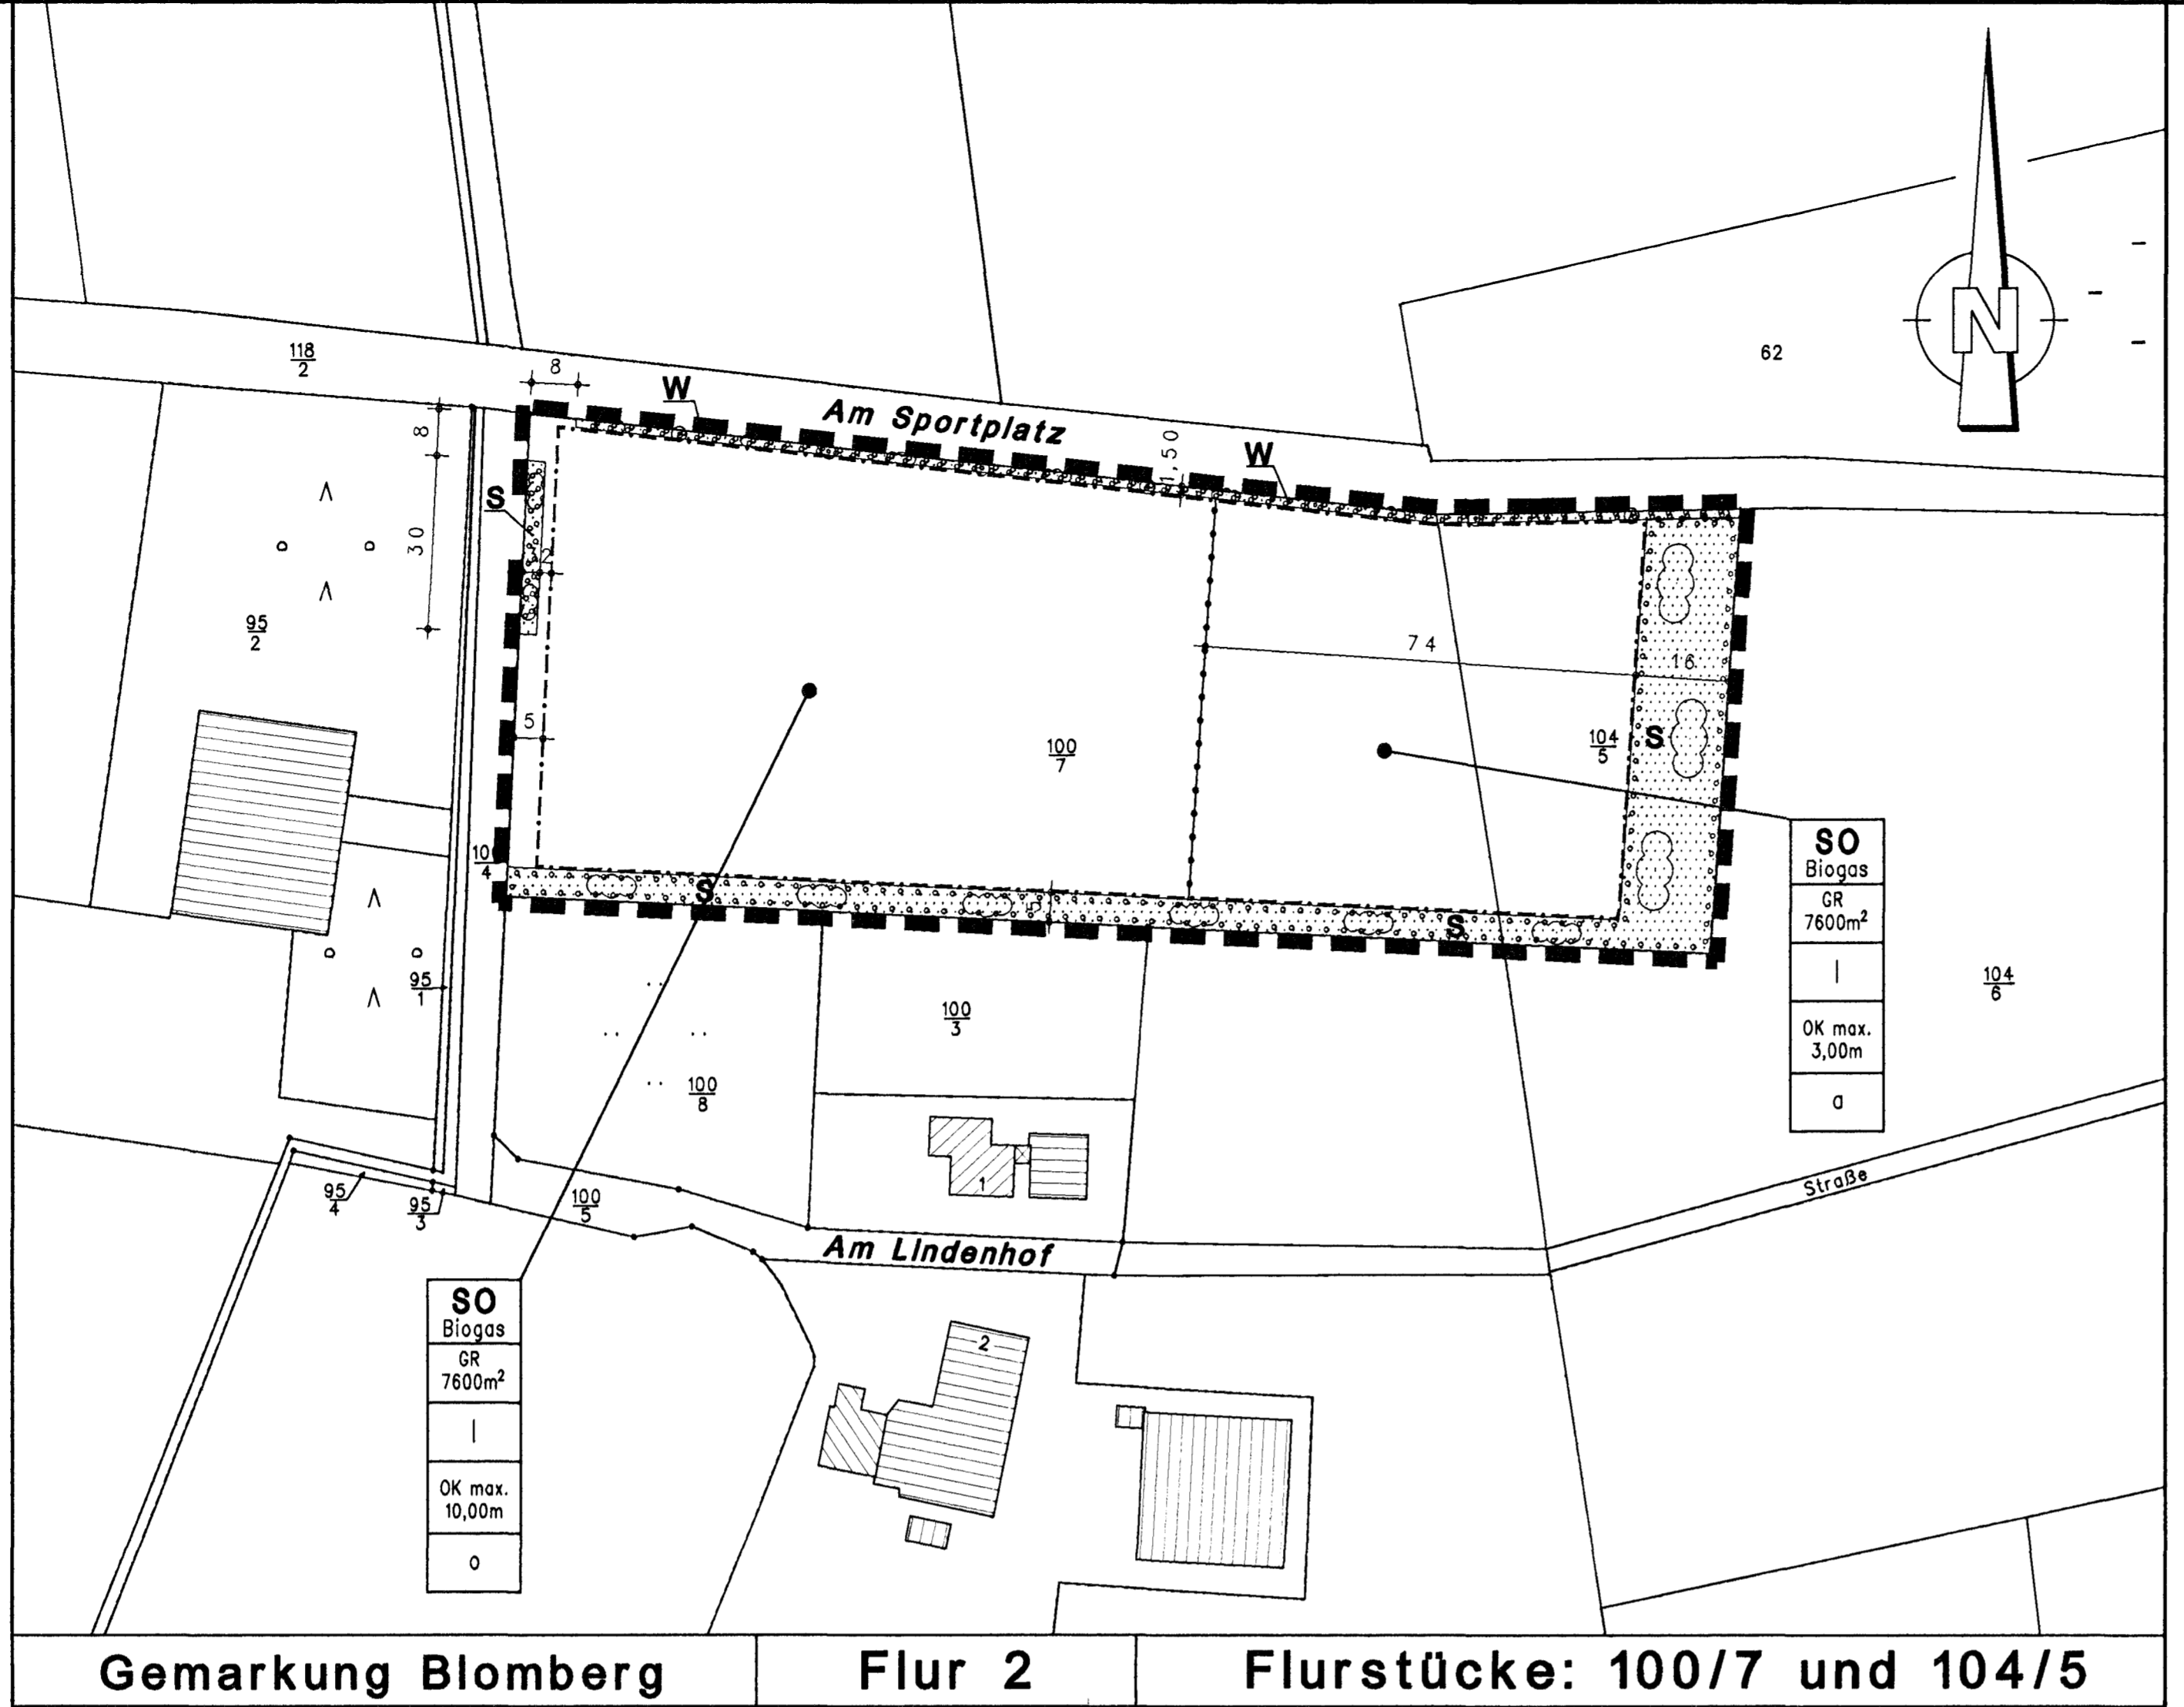 118
2
8
W
Am Sportplatz
62
N
8
1,50
W
S
30
2
95
2
74
16
5
100
7
104
5
S
SO
Biogas
GR
7600m²
I
OK max.
3,00m
a
4
S
S
5
95
1
100
3
104
6
100
8
1
Straße
95
4
95
3
100
5
Am Lindenhof
SO
Biogas
GR
7600m²
I
OK max.
10,00m
o
2
Gemarkung Blomberg
Flur 2
Flurstücke: 100/7 und 104/5